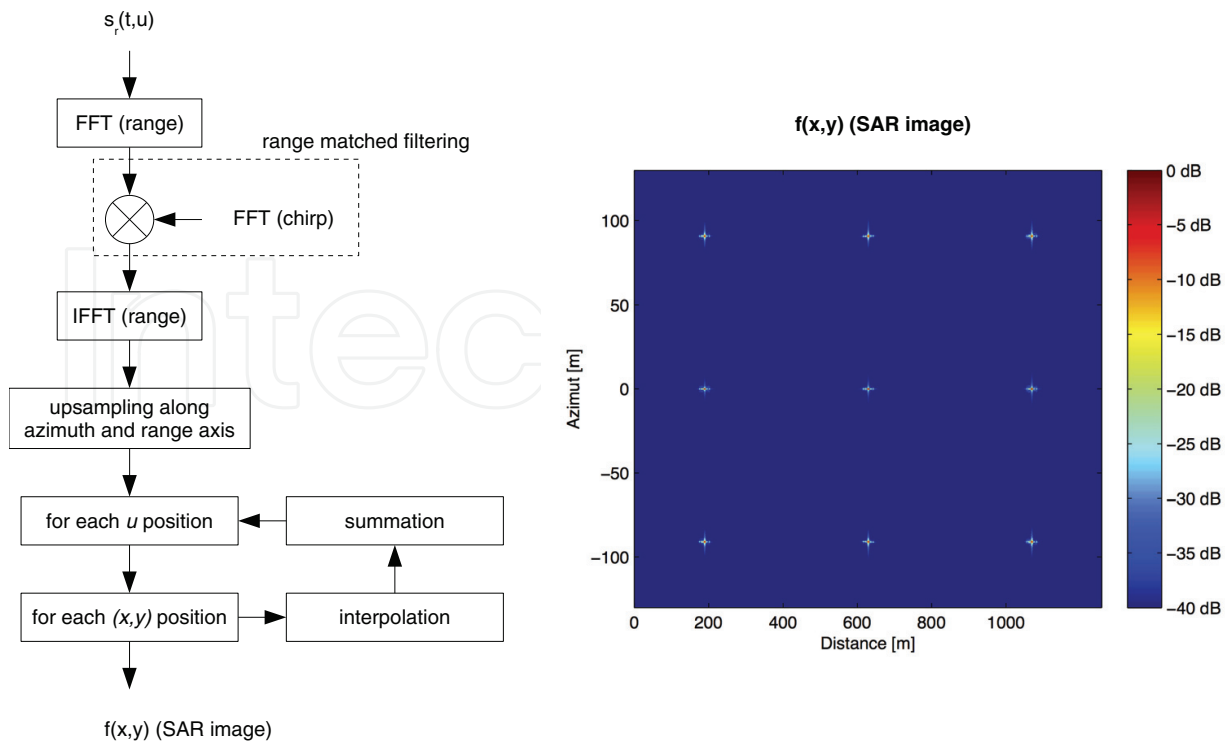 s_r(t,u)
FFT (range)
range matched filtering
FFT (chirp)
IFFT (range)
upsampling along
azimuth and range axis
for each u position
summation
for each (x,y) position
interpolation
f(x,y) (SAR image)
Intec
f(x,y) (SAR image)
Azimut [m]
100
50
0
−50
−100
0
200
400
600
800
1000
Distance [m]
0 dB
−5 dB
−10 dB
−15 dB
−20 dB
−25 dB
−30 dB
−35 dB
−40 dB